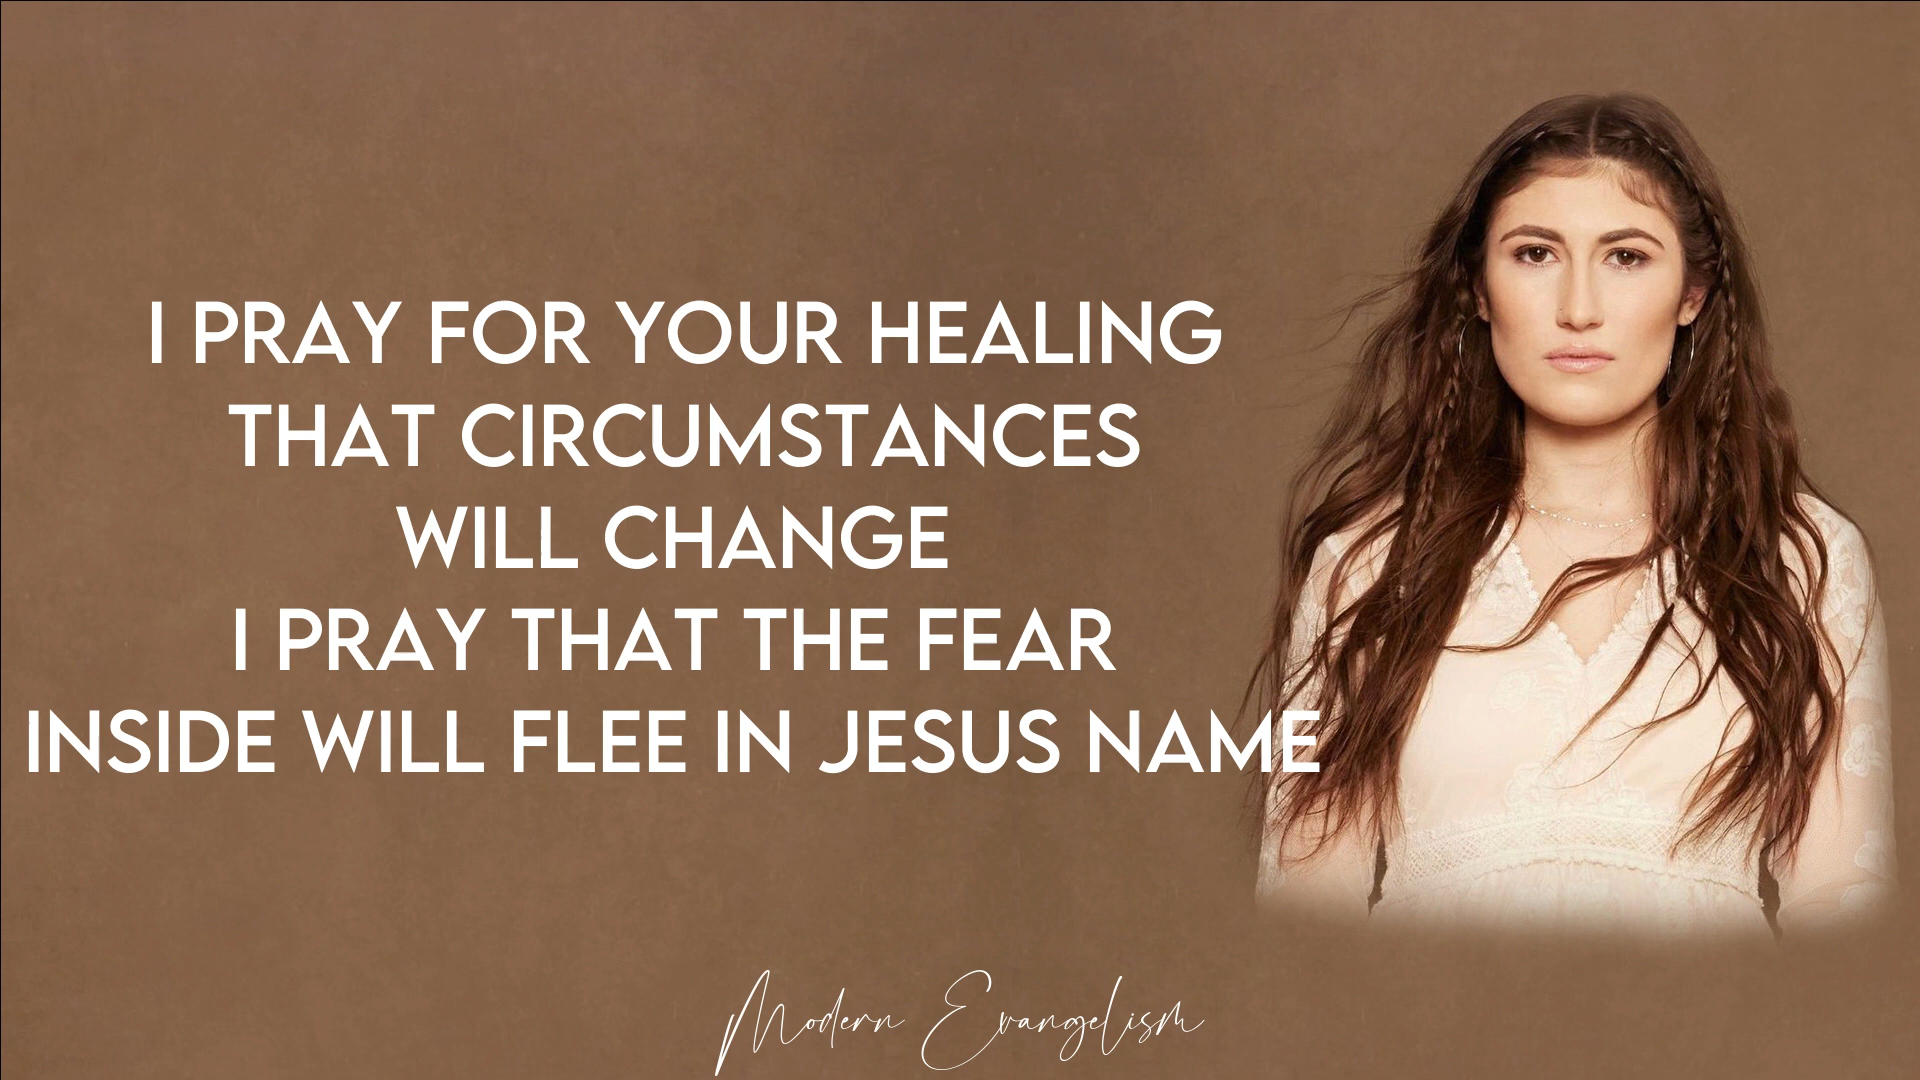 I PRAY FOR YOUR HEALING
THAT CIRCUMSTANCES
WILL CHANGE
I PRAY THAT THE FEAR
INSIDE WILL FLEE IN JESUS NAME
Modern Evangelism